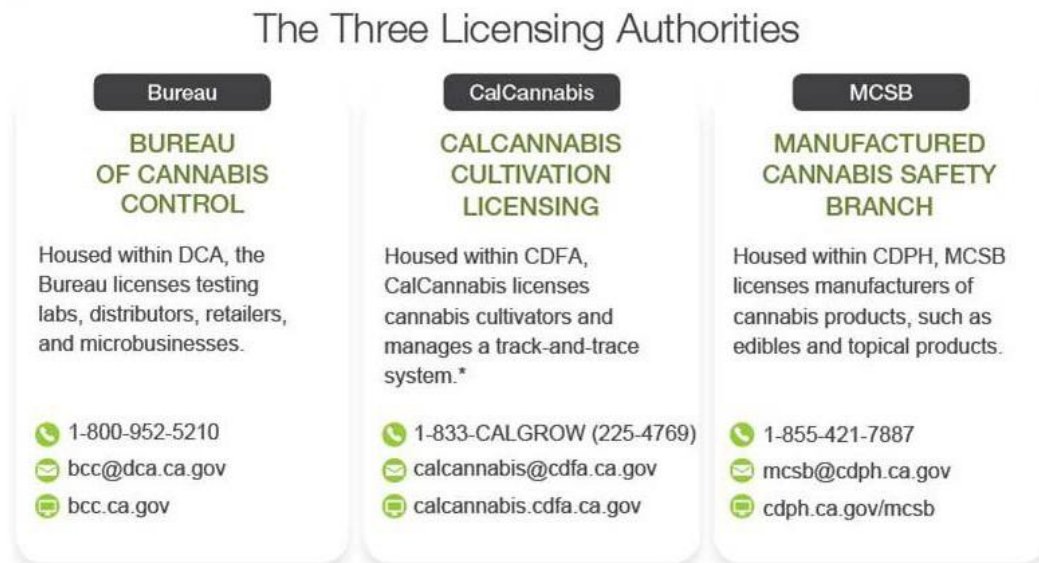 The Three Licensing Authorities
Bureau
BUREAU
OF CANNABIS
CONTROL
Housed within DCA, the
Bureau licenses testing
labs, distributors, retailers,
and microbusinesses.
1-800-952-5210
bcc@dca.ca.gov
bcc.ca.gov
CalCannabis
CALCANNABIS
CULTIVATION
LICENSING
Housed within CDFA,
CalCannabis licenses
cannabis cultivators and
manages a track-and-trace
system.*
1-833-CALGROW (225-4769)
calcannabis@cdfa.ca.gov
calcannabis.cdfa.ca.gov
MCSB
MANUFACTURED
CANNABIS SAFETY
BRANCH
Housed within CDPH, MCSB
licenses manufacturers of
cannabis products, such as
edibles and topical products.
1-855-421-7887
mcsb@cdph.ca.gov
cdph.ca.gov/mcsb